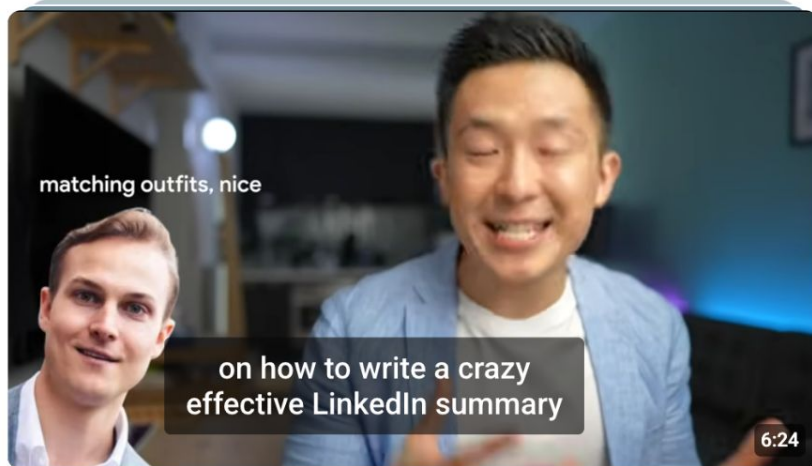 matching outfits, nice
on how to write a crazy
effective LinkedIn summary
6:24